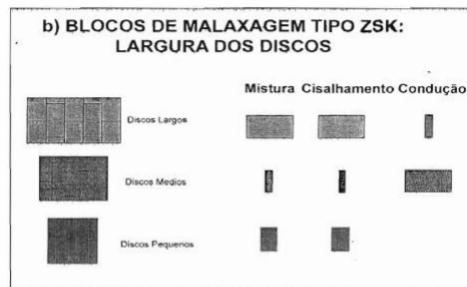 b) BLOCOS DE MALAXAGEM TIPO ZSK:
LARGURA DOS DISCOS
Mistura Cisalhamento Condução
Discos Largos
Discos Medios
Discos Pequenos